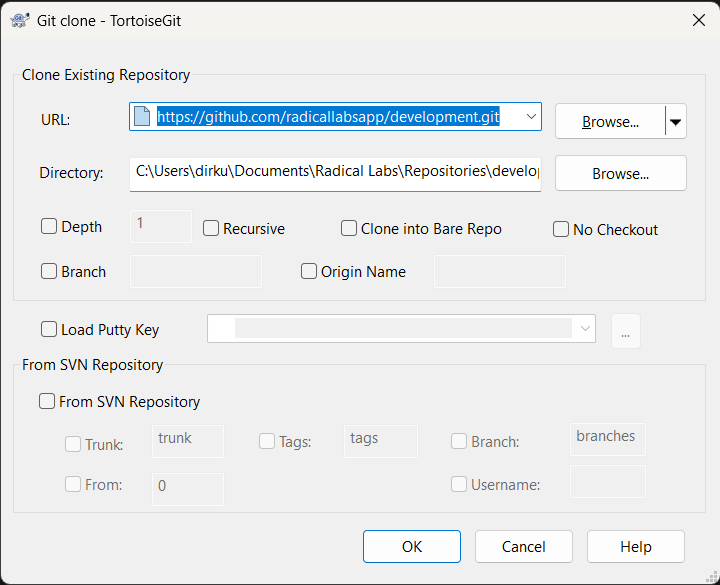 Git clone - TortoiseGit
Clone Existing Repository
URL: https://github.com/radicallabsapp/development.git Browse...
Directory: C:\Users\dirku\Documents\Radical Labs\Repositories\develop Browse...
Depth 1 Recursive Clone into Bare Repo No Checkout
Branch Origin Name
Load Putty Key ...
From SVN Repository
From SVN Repository
Trunk: trunk Tags: tags Branch: branches
From: 0 Username:
OK Cancel Help